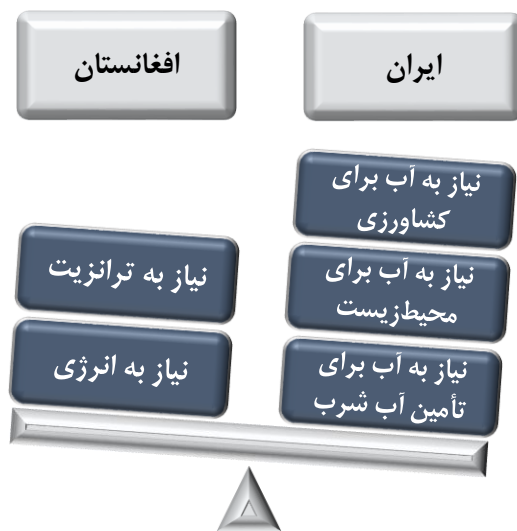 ایران
افغانستان
نیاز به آب برای
کشاورزی
نیاز به آب برای
محیط‌زیست
نیاز به آب برای
تأمین آب شرب
نیاز به ترانزیت
نیاز به انرژی